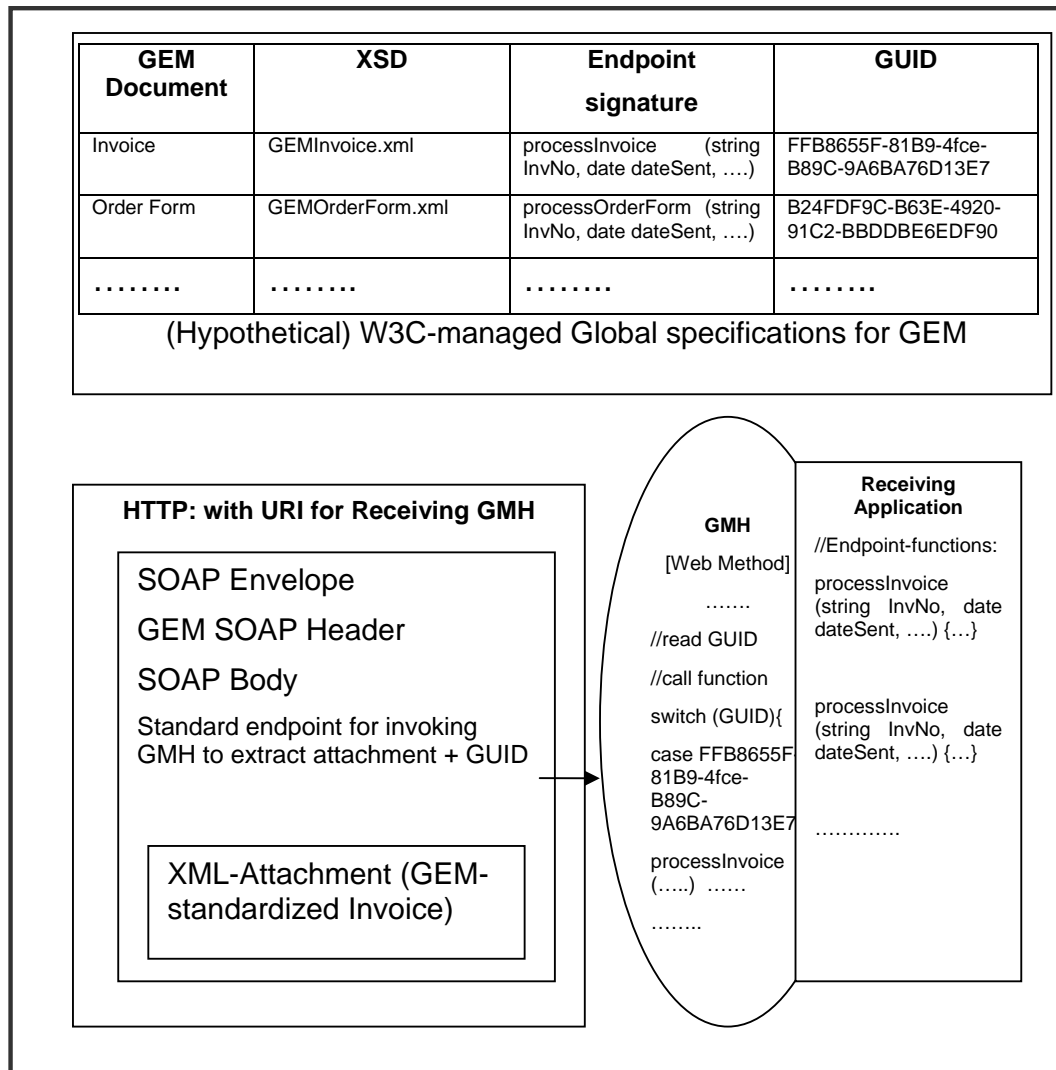 GEM
Document
XSD
Endpoint
signature
GUID
Invoice
GEMInvoice.xml
processInvoice (string
InvNo, date dateSent, ….)
FFB8655F-81B9-4fce-
B89C-9A6BA76D13E7
Order Form
GEMOrderForm.xml
processOrderForm (string
InvNo, date dateSent, ….)
B24FDF9C-B63E-4920-
91C2-BBDDBE6EDF90
……..
……..
……..
……..
(Hypothetical) W3C-managed Global specifications for GEM
HTTP: with URI for Receiving GMH
SOAP Envelope
GEM SOAP Header
SOAP Body
Standard endpoint for invoking
GMH to extract attachment + GUID
XML-Attachment (GEM-
standardized Invoice)
GMH
[Web Method]
…….
//read GUID
//call function
switch (GUID){
case FFB8655F-
81B9-4fce-
B89C-
9A6BA76D13E7
processInvoice
(…..) ……
……..
Receiving
Application
//Endpoint-functions:
processInvoice
(string InvNo, date
dateSent, ….) {…}
processInvoice
(string InvNo, date
dateSent, ….) {…}
………….